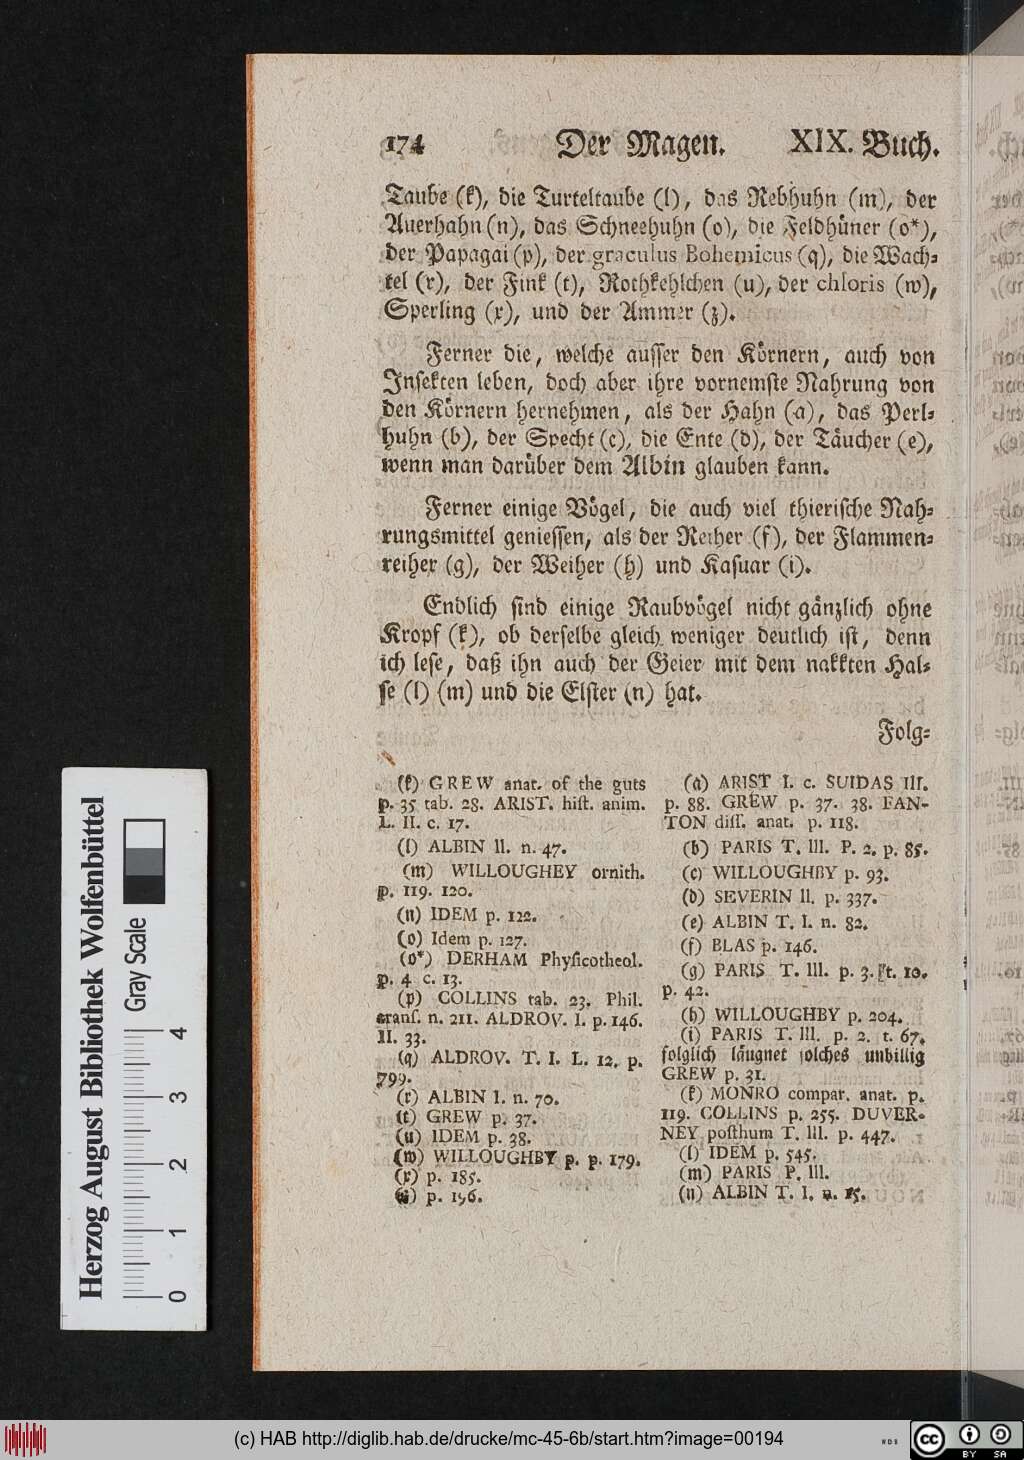 174 Der Magen. XIX. Buch.
Taube (k), die Turteltaube (l), das Rebhuhn (m), der
Auerhahn (n), das Schneehuhn (o), die Feldhüner (o*),
der Papagai (p), der graculus Bohemicus (q), die Wach-
tel (r), der Fink (t), Rothkehlchen (u), der chloris (w),
Sperling (x), und der Ammer (z).
Ferner die, welche ausser den Körnern, auch von
Insekten leben, doch aber ihre vornemste Nahrung von
den Körnern hernehmen, als der Hahn (a), das Perl-
huhn (b), der Specht (c), die Ente (d), der Täucher (e),
wenn man darüber dem Albin glauben kann.
Ferner einige Vögel, die auch viel thierische Nah-
rungsmittel geniessen, als der Reiher (f), der Flammen-
reiher (g), der Weiher (h) und Kasuar (i).
Endlich sind einige Raubvögel nicht gänzlich ohne
Kropf (k), ob derselbe gleich weniger deutlich ist, denn
ich lese, daß ihn auch der Geier mit dem nakkten Hal-
se (l) (m) und die Elster (n) hat.
Folg-
(k) GREW anat. of the guts
p. 35 tab. 28. ARIST. hist. anim.
L. II. c. 17.
(l) ALBIN II. n. 47.
(m) WILLOUGHEY ornith.
p. 119. 120.
(n) IDEM p. 122.
(o) Idem p. 127.
(o*) DERHAM Physicotheol.
p. 4 c. 13.
(p) COLLINS tab. 23. Phil.
transf. n. 211. ALDROV. I. p. 146.
II. 33.
(q) ALDROV. T. I. L. 12. p.
799.
(r) ALBIN I. n. 70.
(t) GREW p. 37.
(u) IDEM p. 38.
(w) WILLOUGHBY p. p. 179.
(x) p. 185.
p. 196.
(a) ARIST I. c. SUIDAS III.
p. 88. GREW p. 37. 38. FAN-
TON diss. anat. p. 118.
(b) PARIS T. III. P. 2. p. 85.
(c) WILLOUGHBY p. 93.
(d) SEVERIN II. p. 337.
(e) ALBIN T. I. n. 82.
(f) BLAS p. 146.
(g) PARIS T. III. p. 3. t. 10.
p. 42.
(h) WILLOUGHBY p. 204.
(i) PARIS T. III. p. 2. t. 67.
folglich läugnet solches unbillig
GREW p. 31.
(k) MONRO compar. anat. p.
119. COLLINS p. 255. DUVER-
NEY posthum T. III. p. 447.
(l) IDEM p. 545.
(m) PARIS P. III.
(n) ALBIN T. I. n. 15.
Herzog August Bibliothek Wolfenbüttel
Gray Scale
0 1 2 3 4
(c) HAB http://diglib.hab.de/drucke/mc-45-6b/start.htm?image=00194
cc BY SA